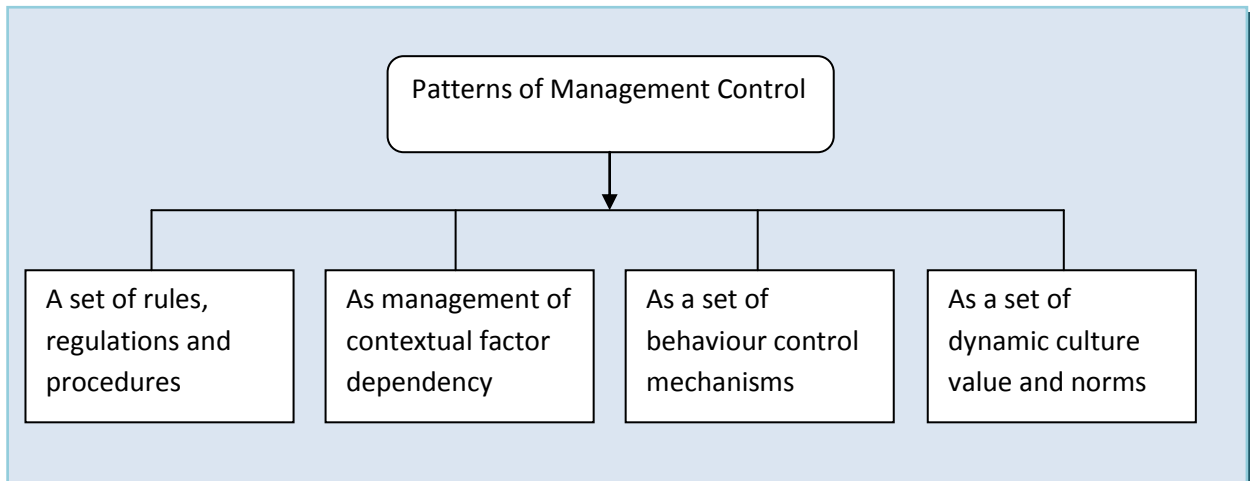 Patterns of Management Control
A set of rules,
regulations and
procedures
As management of
contextual factor
dependency
As a set of
behaviour control
mechanisms
As a set of
dynamic culture
value and norms